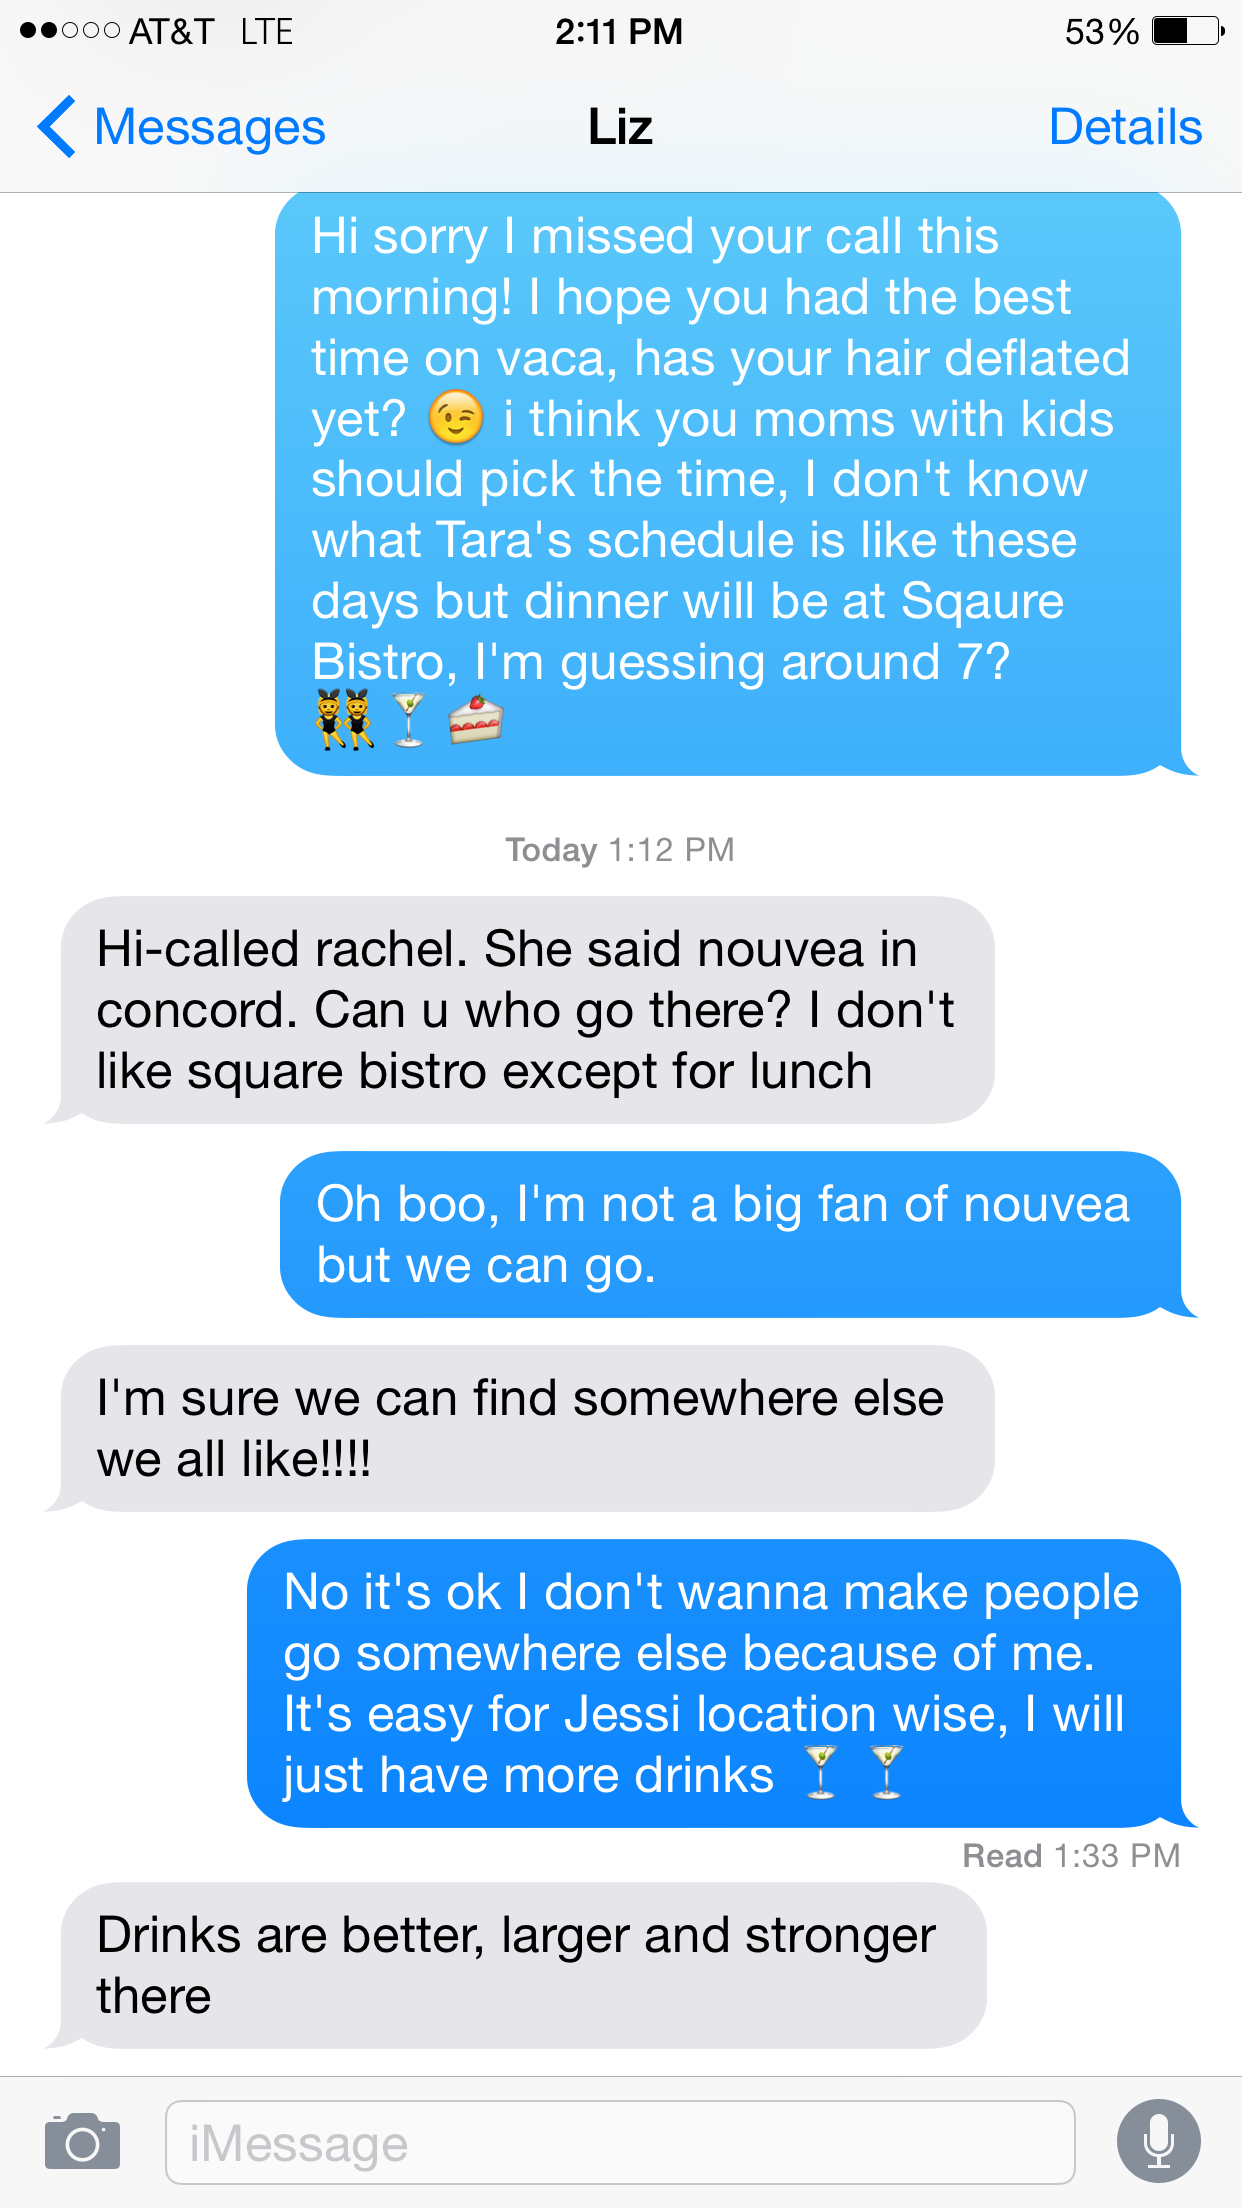 AT&T LTE 2:11 PM 53%
Messages Liz Details
Hi sorry I missed your call this
morning! I hope you had the best
time on vaca, has your hair deflated
yet? 😉 i think you moms with kids
should pick the time, I don't know
what Tara's schedule is like these
days but dinner will be at Sqaure
Bistro, I'm guessing around 7?
👯🍸🍰
Today 1:12 PM
Hi-called rachel. She said nouvea in
concord. Can u who go there? I don't
like square bistro except for lunch
Oh boo, I'm not a big fan of nouvea
but we can go.
I'm sure we can find somewhere else
we all like!!!!
No it's ok I don't wanna make people
go somewhere else because of me.
It's easy for Jessi location wise, I will
just have more drinks 🍸🍸
Read 1:33 PM
Drinks are better, larger and stronger
there
iMessage